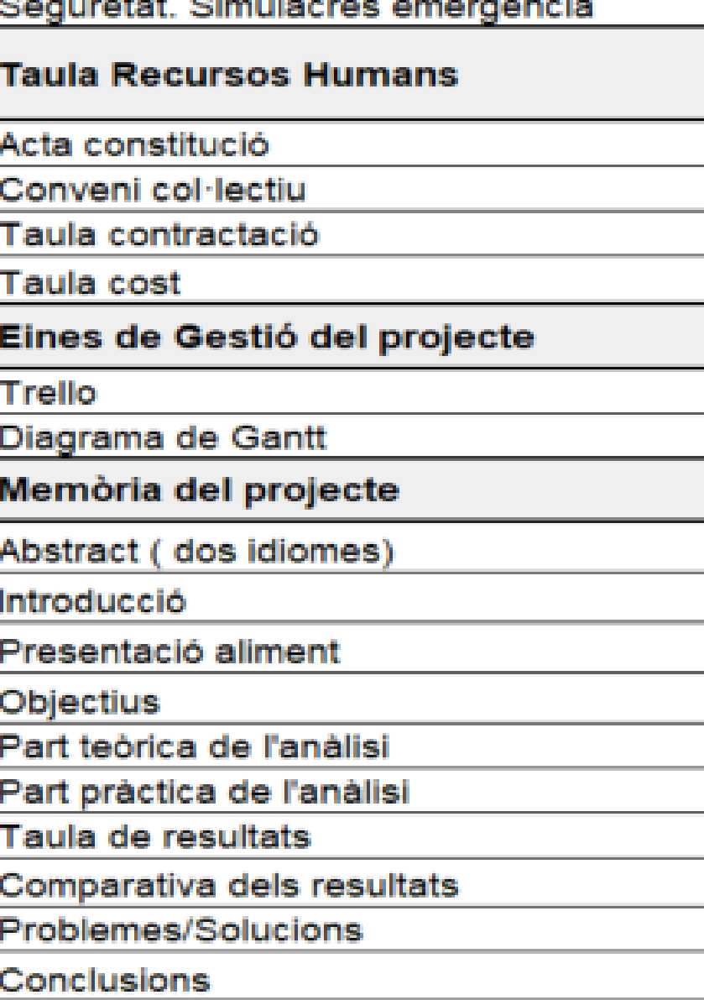 Seguretat. Simulacres emergència
Taula Recursos Humans
Acta constitució
Conveni col·lectiu
Taula contractació
Taula cost
Eines de Gestió del projecte
Trello
Diagrama de Gantt
Memòria del projecte
Abstract ( dos idiomes)
Introducció
Presentació aliment
Objectius
Part teòrica de l'anàlisi
Part pràctica de l'anàlisi
Taula de resultats
Comparativa dels resultats
Problemes/Solucions
Conclusions